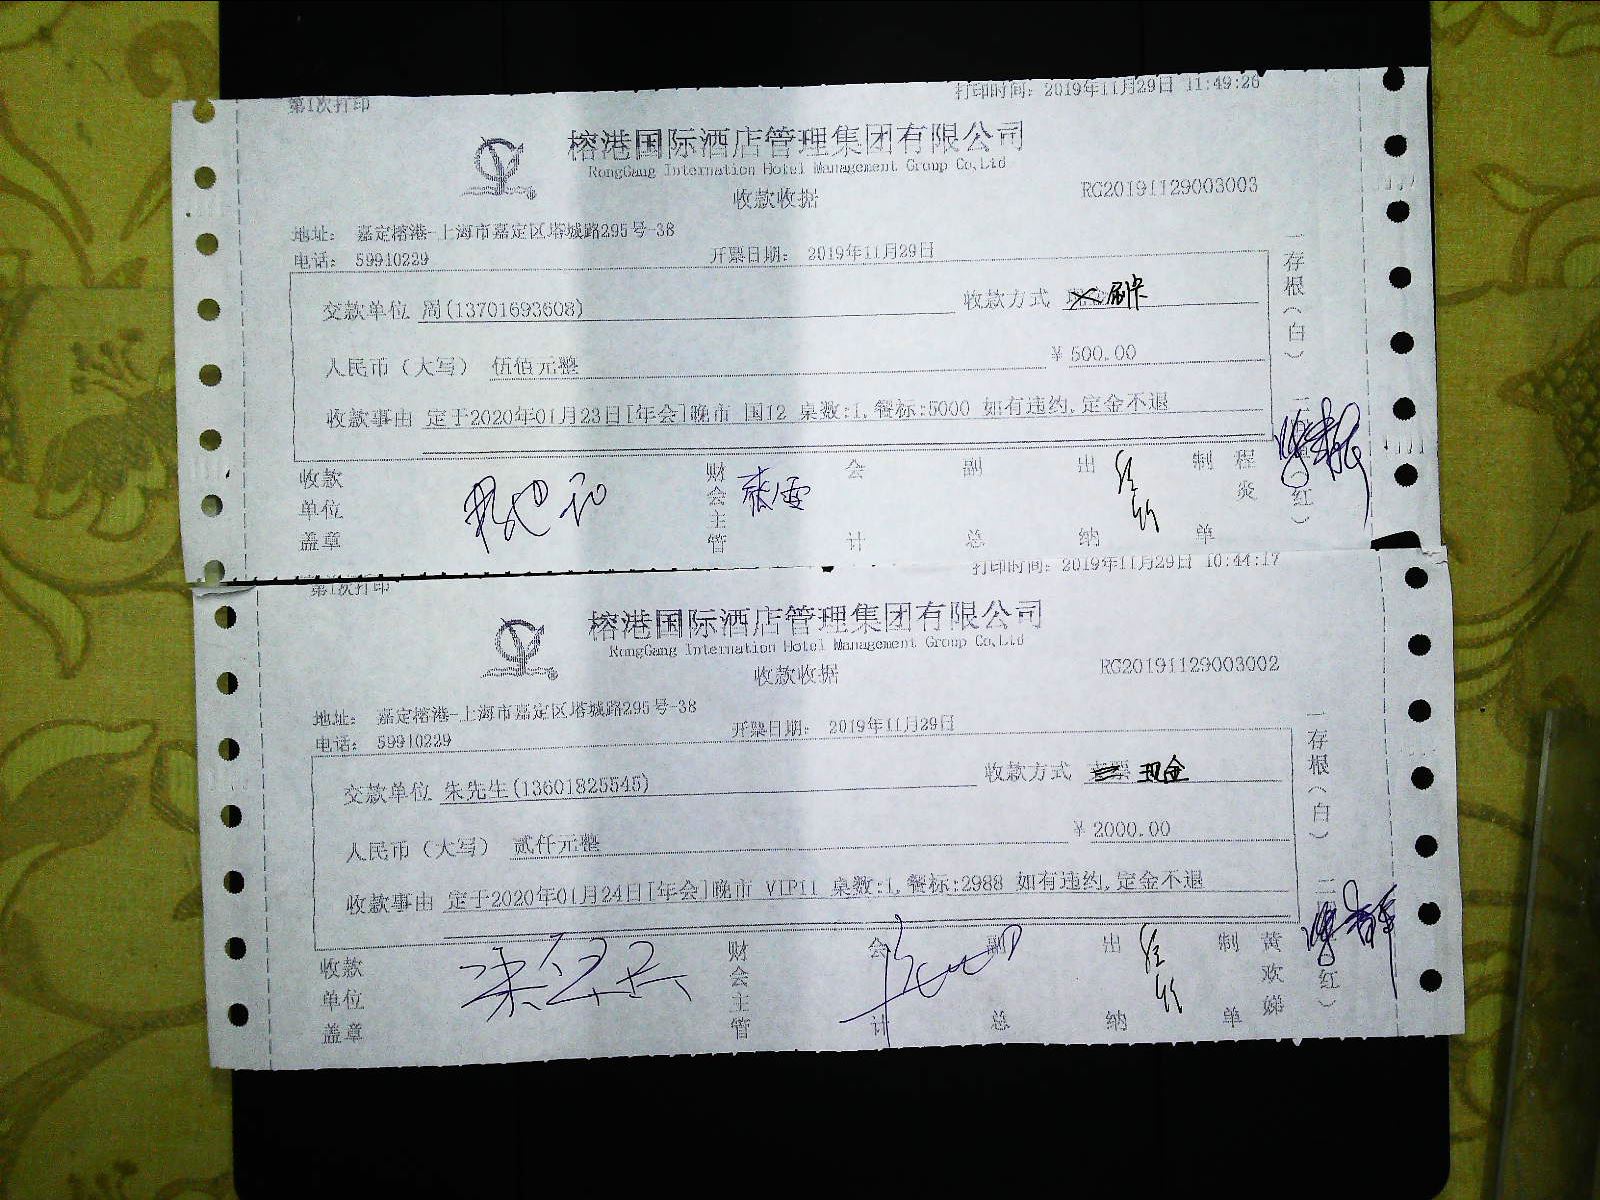 第1次打印
打印时间：2019年11月29日 11:49:26
榕港国际酒店管理集团有限公司
RongGang Internation Hotel Management Group Co,Ltd
收款收据
RG20191129003003
地址： 嘉定榕港-上海市嘉定区塔城路295号-38
电话： 59910229
开票日期： 2019年11月29日
交款单位 周(13701693608)
收款方式 刷卡
人民币（大写） 伍佰元整
￥500.00
收款事由 定于2020年01月23日[年会]晚市 国12 桌数:1,餐标:5000 如有违约,定金不退
一存根（白）
二（红）
收款单位盖章
财会主管
会计
副总
出纳
制单 程炎
第1次打印
打印时间：2019年11月29日 10:44:17
榕港国际酒店管理集团有限公司
RongGang Internation Hotel Management Group Co,Ltd
收款收据
RG20191129003002
地址： 嘉定榕港-上海市嘉定区塔城路295号-38
电话： 59910229
开票日期： 2019年11月29日
交款单位 朱先生(13601825545)
收款方式 现金
人民币（大写） 贰仟元整
￥2000.00
收款事由 定于2020年01月24日[年会]晚市 VIP11 桌数:1,餐标:2988 如有违约,定金不退
一存根（白）
二（红）
收款单位盖章
财会主管
会计
副总
出纳
制单 黄欢娣